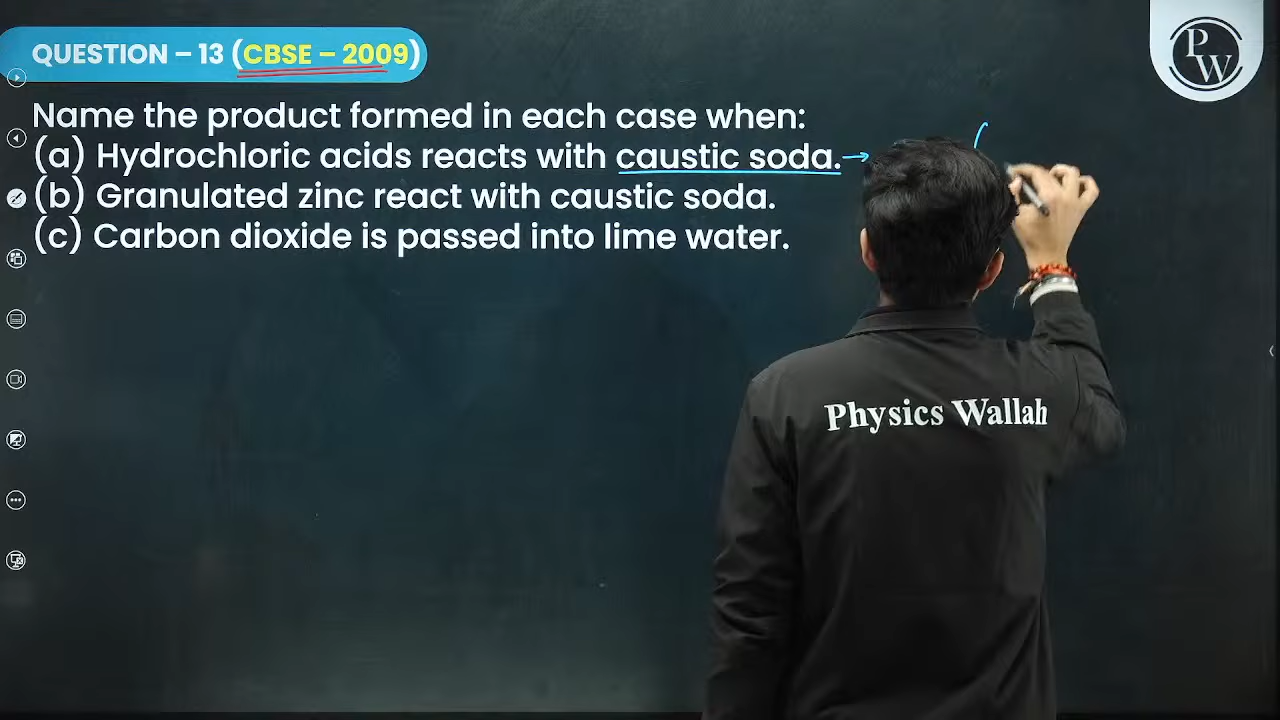 QUESTION – 13 (CBSE – 2009)
PW
Name the product formed in each case when:
(a) Hydrochloric acids reacts with caustic soda.
(b) Granulated zinc react with caustic soda.
(c) Carbon dioxide is passed into lime water.
Physics Wallah